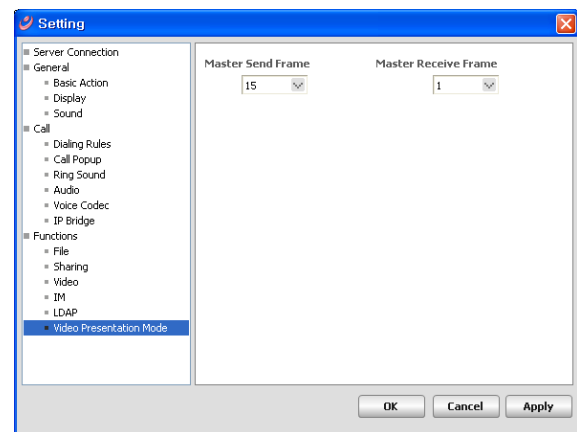 Setting
Server Connection
General
Basic Action
Display
Sound
Call
Dialing Rules
Call Popup
Ring Sound
Audio
Voice Codec
IP Bridge
Functions
File
Sharing
Video
IM
LDAP
Video Presentation Mode
Master Send Frame
Master Receive Frame
15
1
OK
Cancel
Apply